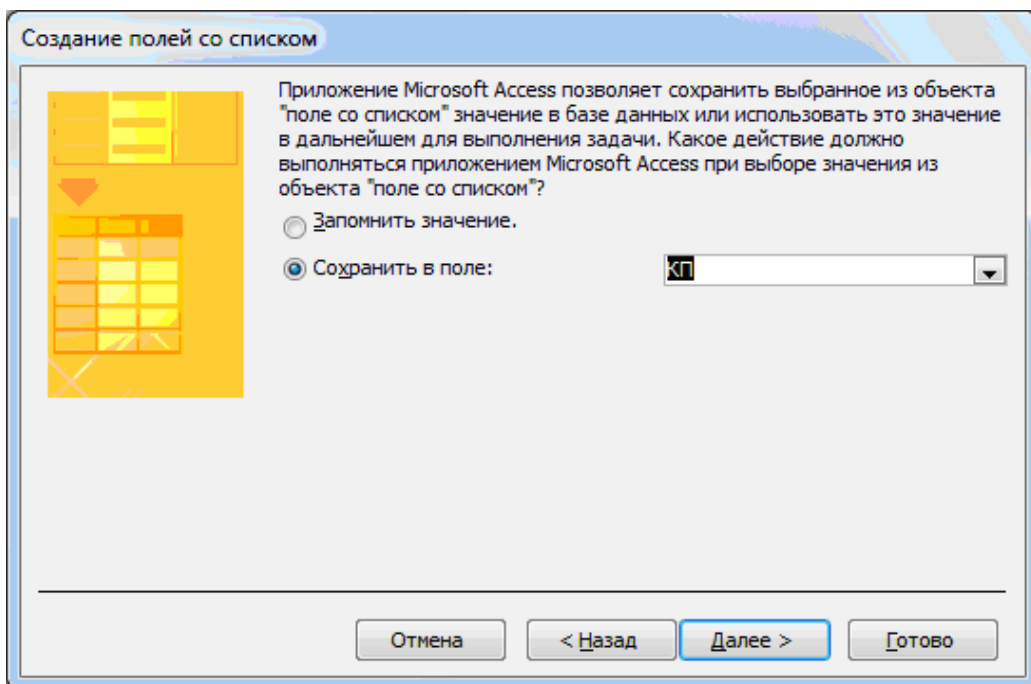 Создание полей со списком
Приложение Microsoft Access позволяет сохранить выбранное из объекта
"поле со списком" значение в базе данных или использовать это значение
в дальнейшем для выполнения задачи. Какое действие должно
выполняться приложением Microsoft Access при выборе значения из
объекта "поле со списком"?
Запомнить значение.
Сохранить в поле: КП
Отмена < Назад Далее > Готово